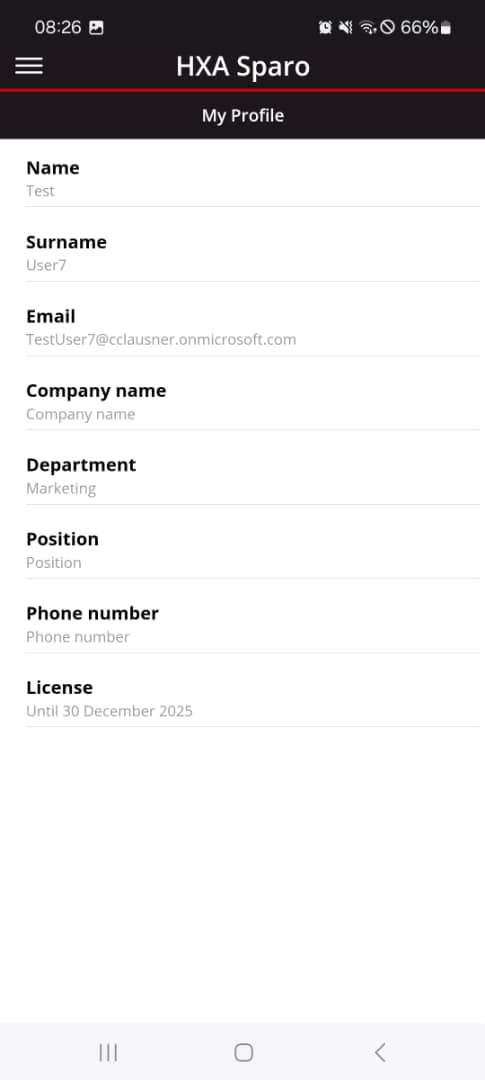 08:26 66%
HXA Sparo
My Profile
Name
Test
Surname
User7
Email
TestUser7@cclausner.onmicrosoft.com
Company name
Company name
Department
Marketing
Position
Position
Phone number
Phone number
License
Until 30 December 2025